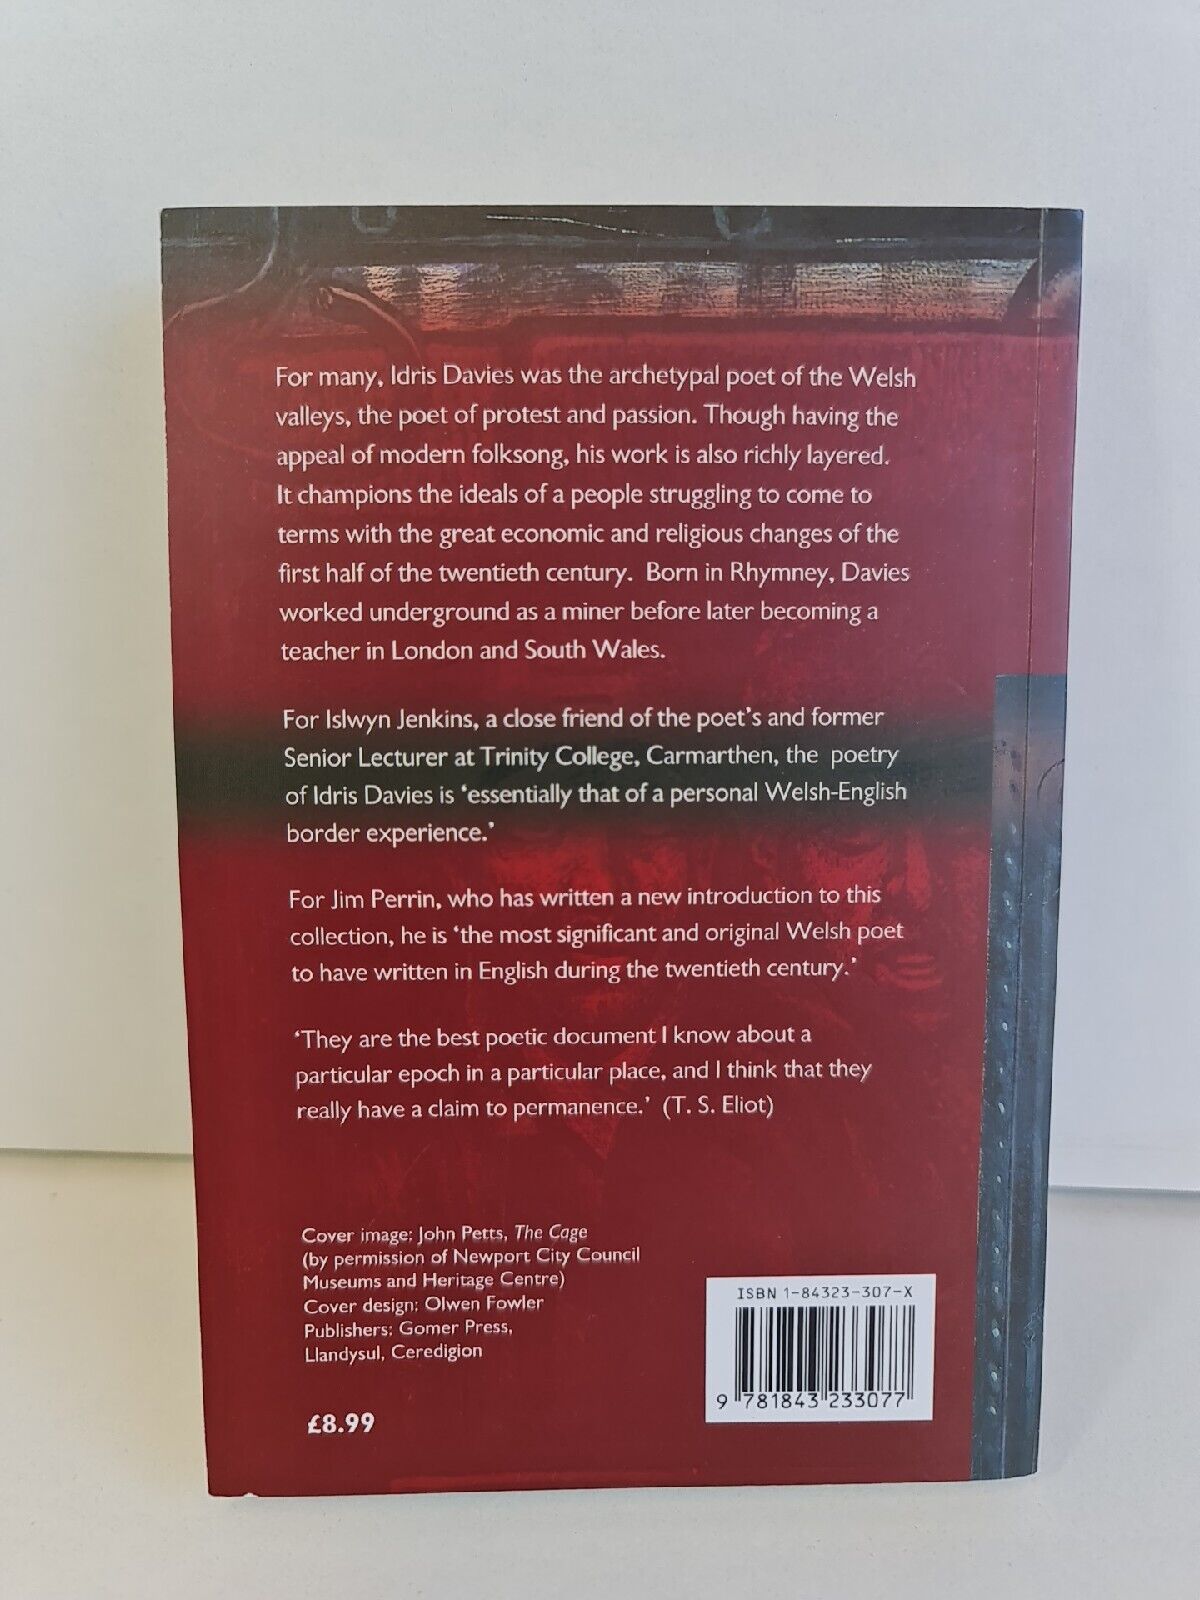 For many, Idris Davies was the archetypal poet of the Welsh
valleys, the poet of protest and passion. Though having the
appeal of modern folksong, his work is also richly layered.
It champions the ideals of a people struggling to come to
terms with the great economic and religious changes of the
first half of the twentieth century. Born in Rhymney, Davies
worked underground as a miner before later becoming a
teacher in London and South Wales.
For Islwyn Jenkins, a close friend of the poet's and former
Senior Lecturer at Trinity College, Carmarthen, the poetry
of Idris Davies is ‘essentially that of a personal Welsh-English
border experience.’
For Jim Perrin, who has written a new introduction to this
collection, he is ‘the most significant and original Welsh poet
to have written in English during the twentieth century.’
‘They are the best poetic document I know about a
particular epoch in a particular place, and I think that they
really have a claim to permanence.’ (T. S. Eliot)
Cover image: John Petts, The Cage
(by permission of Newport City Council
Museums and Heritage Centre)
Cover design: Olwen Fowler
Publishers: Gomer Press,
Llandysul, Ceredigion
£8.99
ISBN 1-84323-307-X
9 781843 233077